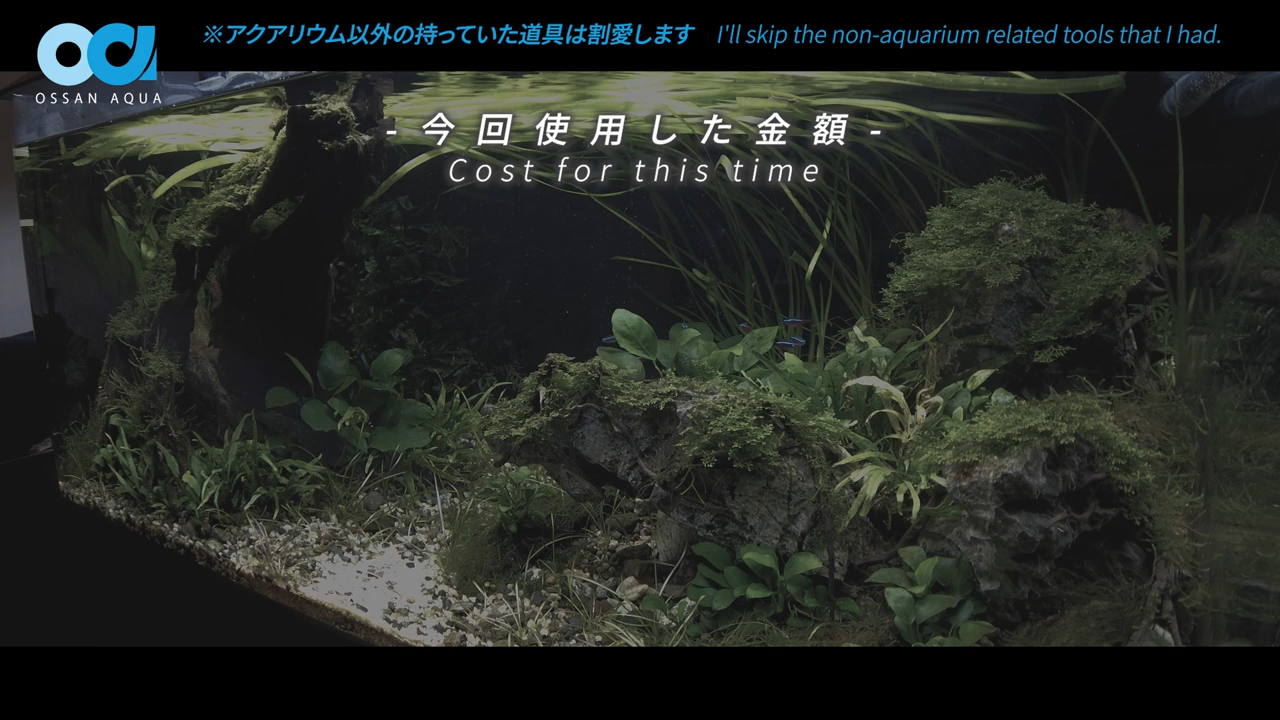 ※アクアリウム以外の持っていた道具は割愛します I'll skip the non-aquarium related tools that I had.
OSSAN AQUA
- 今回使用した金額 -
Cost for this time